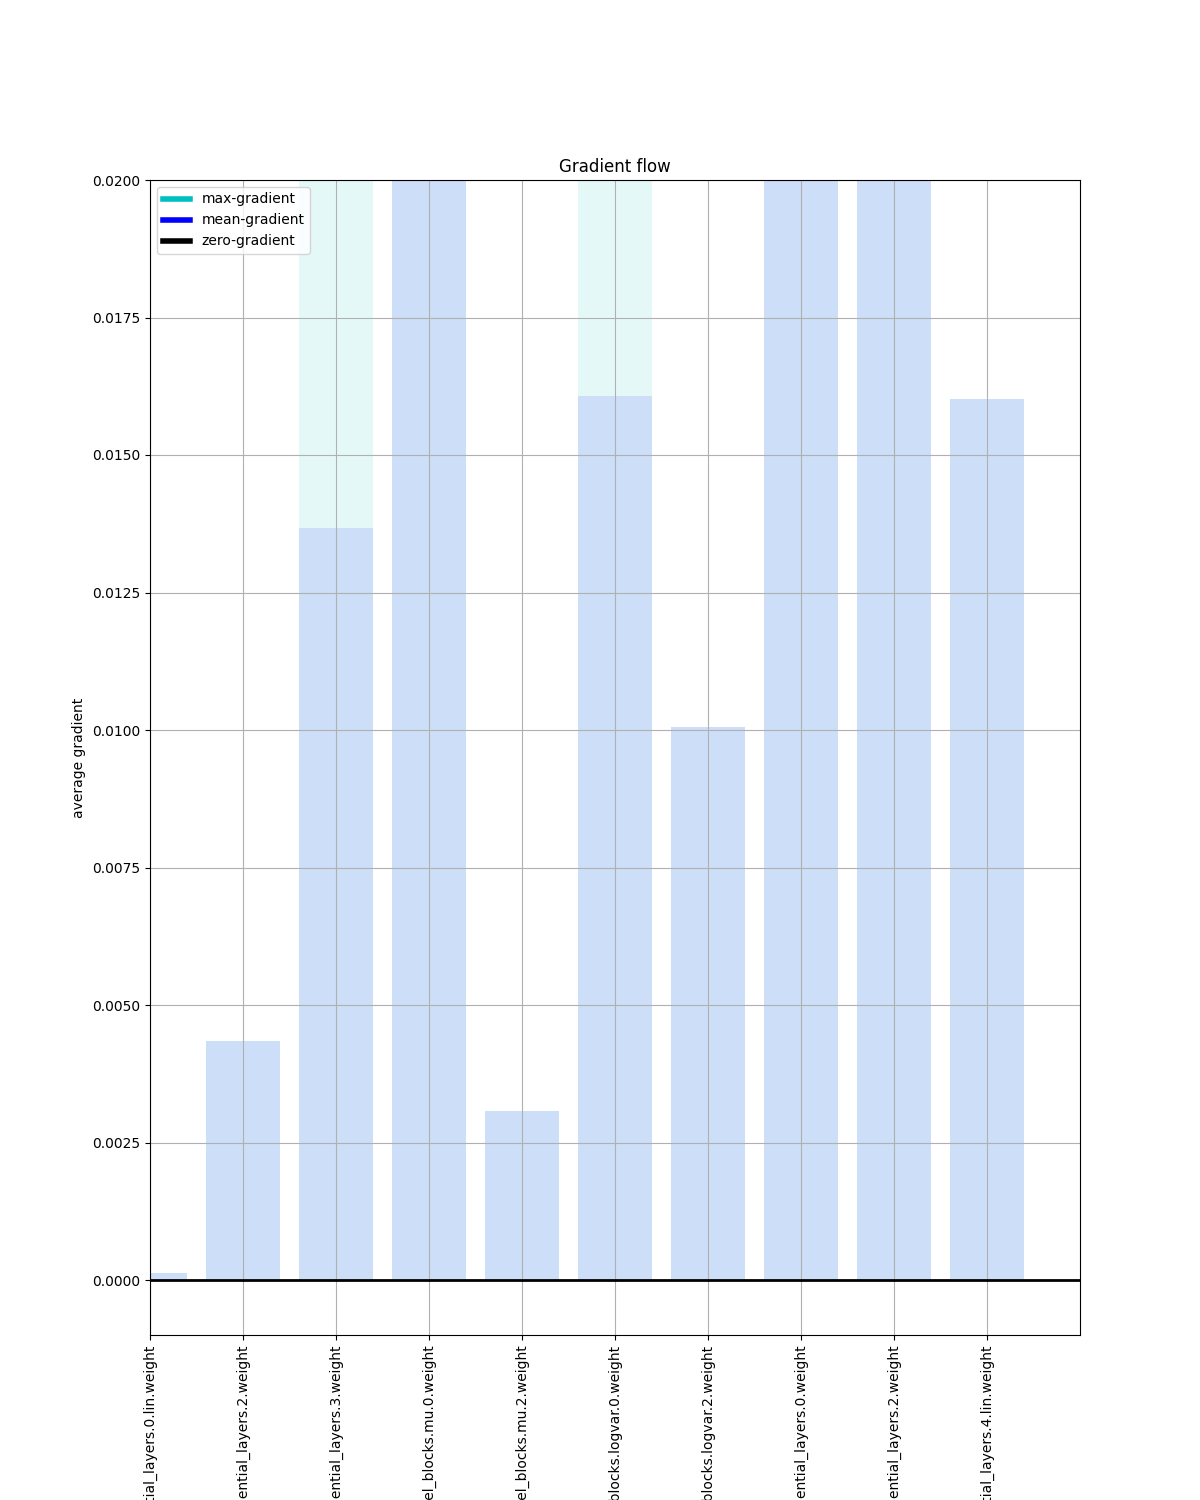 Gradient flow
max-gradient
mean-gradient
zero-gradient
0.0200
0.0175
0.0150
0.0125
0.0100
0.0075
0.0050
0.0025
0.0000
average gradient
tial_layers.0.lin.weight
ential_layers.2.weight
ential_layers.3.weight
el_blocks.mu.0.weight
el_blocks.mu.2.weight
blocks.logvar.0.weight
blocks.logvar.2.weight
ential_layers.0.weight
ential_layers.2.weight
tial_layers.4.lin.weight